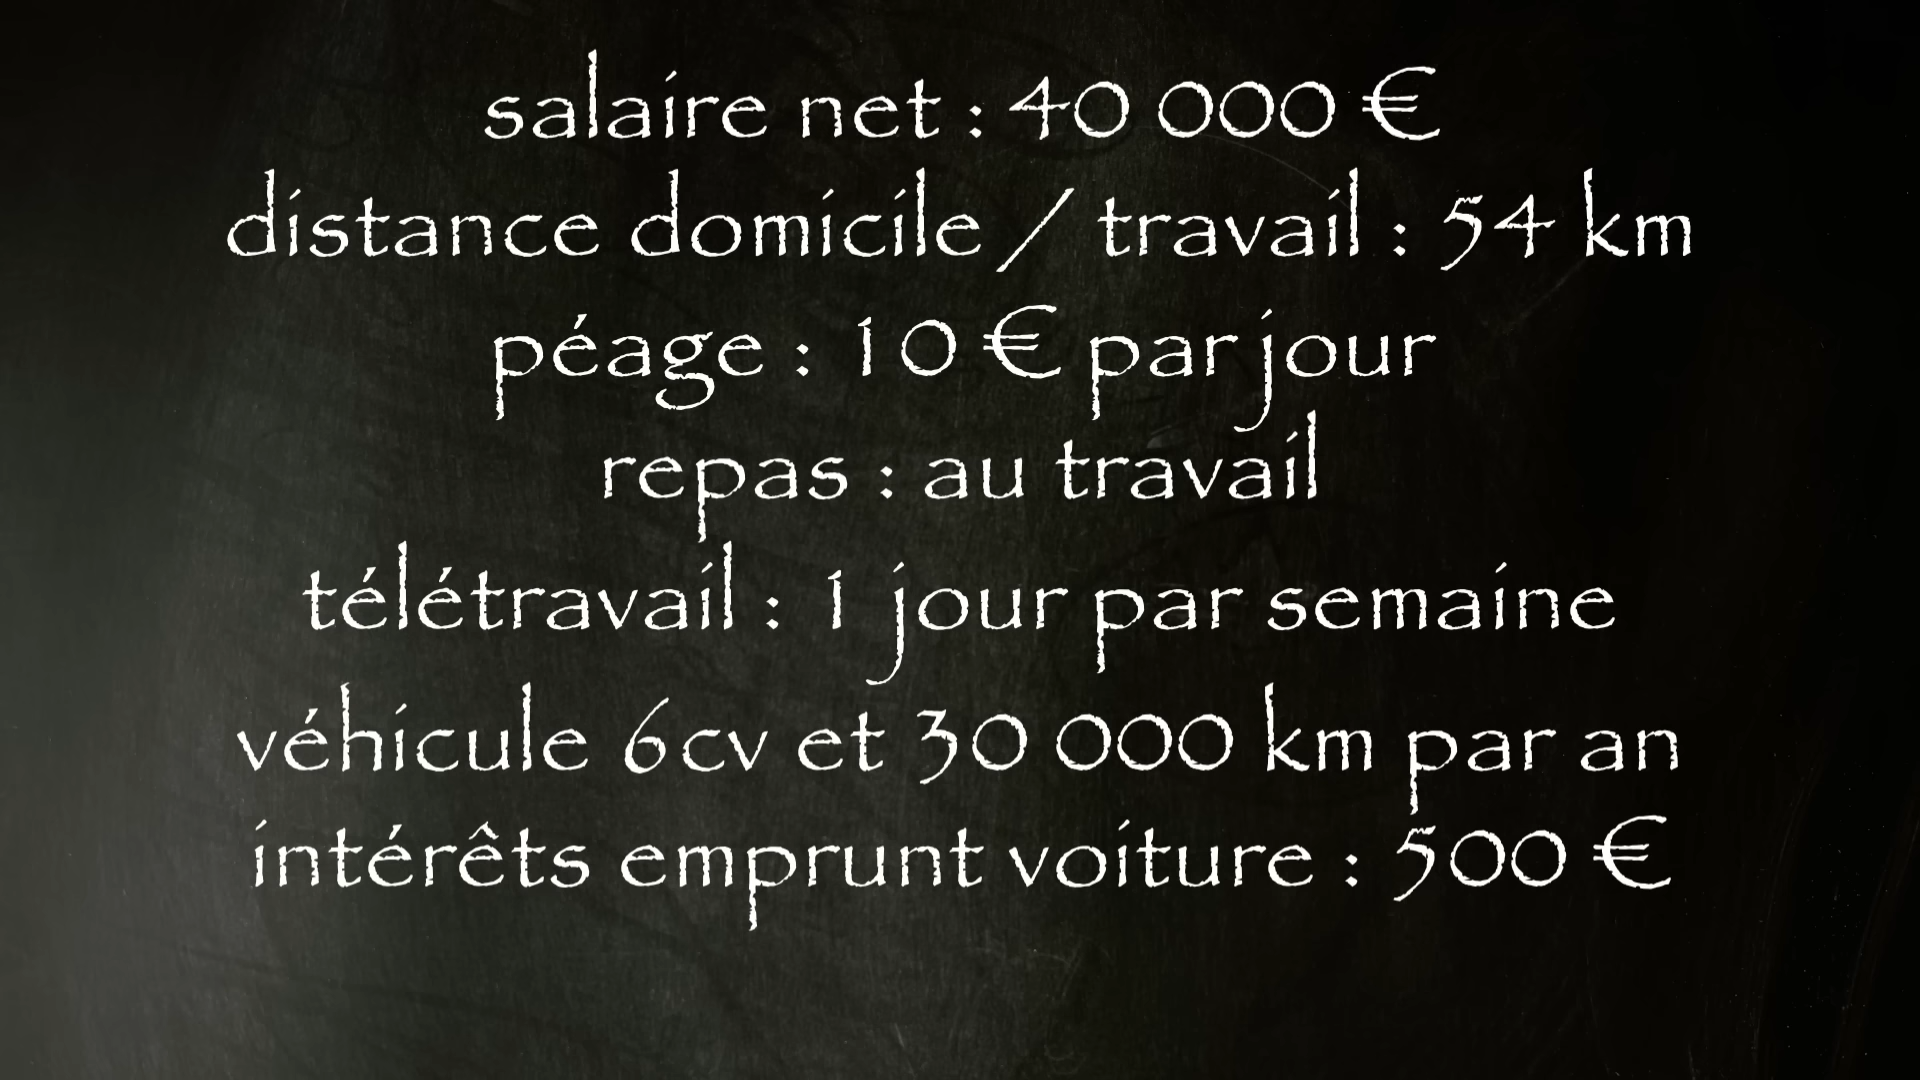 salaire net : 40 000 €
distance domicile / travail : 54 km
péage : 10 € par jour
repas : au travail
télétravail : 1 jour par semaine
véhicule 6cv et 30 000 km par an
intérêts emprunt voiture : 500 €